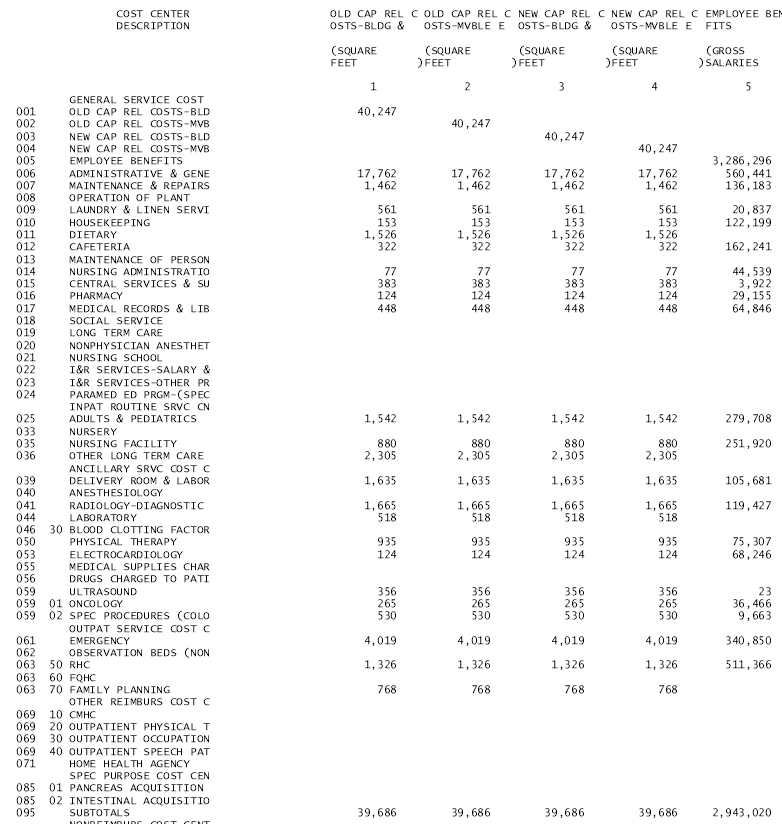 COST CENTER OLD CAP REL C OLD CAP REL C NEW CAP REL C NEW CAP REL C EMPLOYEE BEN
DESCRIPTION OSTS-BLDG & OSTS-MVBLE E OSTS-BLDG & OSTS-MVBLE E FITS
(SQUARE (SQUARE (SQUARE (SQUARE (GROSS
FEET )FEET )FEET )FEET )SALARIES
1 2 3 4 5
GENERAL SERVICE COST
001 OLD CAP REL COSTS-BLD 40,247
002 OLD CAP REL COSTS-MVB 40,247
003 NEW CAP REL COSTS-BLD 40,247
004 NEW CAP REL COSTS-MVB 40,247
005 EMPLOYEE BENEFITS 3,286,296
006 ADMINISTRATIVE & GENE 17,762 17,762 17,762 17,762 560,441
007 MAINTENANCE & REPAIRS 1,462 1,462 1,462 1,462 136,183
008 OPERATION OF PLANT
009 LAUNDRY & LINEN SERVI 561 561 561 561 20,837
010 HOUSEKEEPING 153 153 153 153 122,199
011 DIETARY 1,526 1,526 1,526 1,526
012 CAFETERIA 322 322 322 322 162,241
013 MAINTENANCE OF PERSON
014 NURSING ADMINISTRATIO 77 77 77 77 44,539
015 CENTRAL SERVICES & SU 383 383 383 383 3,922
016 PHARMACY 124 124 124 124 29,155
017 MEDICAL RECORDS & LIB 448 448 448 448 64,846
018 SOCIAL SERVICE
019 LONG TERM CARE
020 NONPHYSICIAN ANESTHET
021 NURSING SCHOOL
022 I&R SERVICES-SALARY &
023 I&R SERVICES-OTHER PR
024 PARAMED ED PRGM-(SPEC
INPAT ROUTINE SRVC CN
025 ADULTS & PEDIATRICS 1,542 1,542 1,542 1,542 279,708
033 NURSERY
035 NURSING FACILITY 880 880 880 880 251,920
036 OTHER LONG TERM CARE 2,305 2,305 2,305 2,305
ANCILLARY SRVC COST C
039 DELIVERY ROOM & LABOR 1,635 1,635 1,635 1,635 105,681
040 ANESTHESIOLOGY
041 RADIOLOGY-DIAGNOSTIC 1,665 1,665 1,665 1,665 119,427
044 LABORATORY 518 518 518 518
046 30 BLOOD CLOTTING FACTOR
050 PHYSICAL THERAPY 935 935 935 935 75,307
053 ELECTROCARDIOLOGY 124 124 124 124 68,246
055 MEDICAL SUPPLIES CHAR
056 DRUGS CHARGED TO PATI
059 ULTRASOUND 356 356 356 356 23
059 01 ONCOLOGY 265 265 265 265 36,466
059 02 SPEC PROCEDURES (COLO 530 530 530 530 9,663
OUTPAT SERVICE COST C
061 EMERGENCY 4,019 4,019 4,019 4,019 340,850
062 OBSERVATION BEDS (NON
063 50 RHC 1,326 1,326 1,326 1,326 511,366
063 60 FQHC
063 70 FAMILY PLANNING 768 768 768 768
OTHER REIMBURS COST C
069 10 CMHC
069 20 OUTPATIENT PHYSICAL T
069 30 OUTPATIENT OCCUPATION
069 40 OUTPATIENT SPEECH PAT
071 HOME HEALTH AGENCY
SPEC PURPOSE COST CEN
085 01 PANCREAS ACQUISITION
085 02 INTESTINAL ACQUISITIO
095 SUBTOTALS 39,686 39,686 39,686 39,686 2,943,020